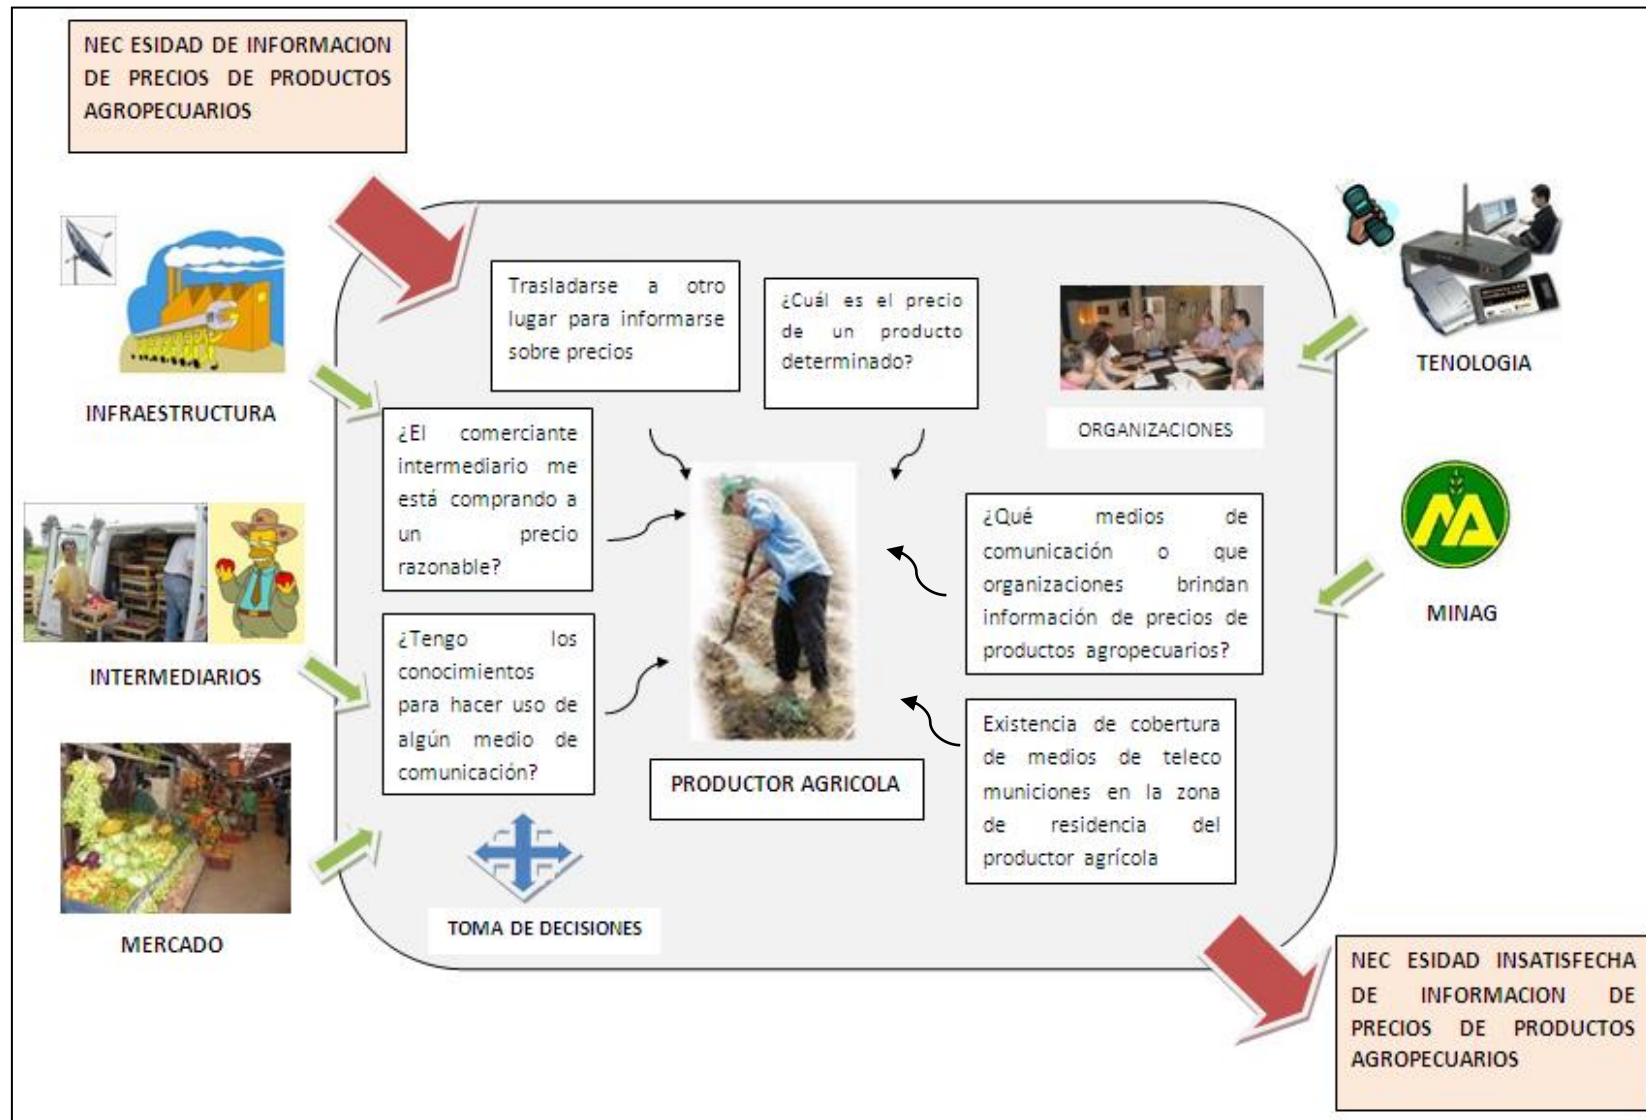 NEC ESIDAD DE INFORMACION
DE PRECIOS DE PRODUCTOS
AGROPECUARIOS
INFRAESTRUCTURA
INTERMEDIARIOS
MERCADO
Trasladarse a otro
lugar para informarse
sobre precios
¿Cuál es el precio
de un producto
determinado?
ORGANIZACIONES
¿El comerciante
intermediario me
está comprando a
un precio
razonable?
¿Tengo los
conocimientos
para hacer uso de
algún medio de
comunicación?
PRODUCTOR AGRICOLA
TOMA DE DECISIONES
¿Qué medios de
comunicación o que
organizaciones brindan
información de precios de
productos agropecuarios?
Existencia de cobertura
de medios de teleco
municiones en la zona
de residencia del
productor agrícola
TENOLOGIA
MINAG
NEC ESIDAD INSATISFECHA
DE INFORMACION DE
PRECIOS DE PRODUCTOS
AGROPECUARIOS